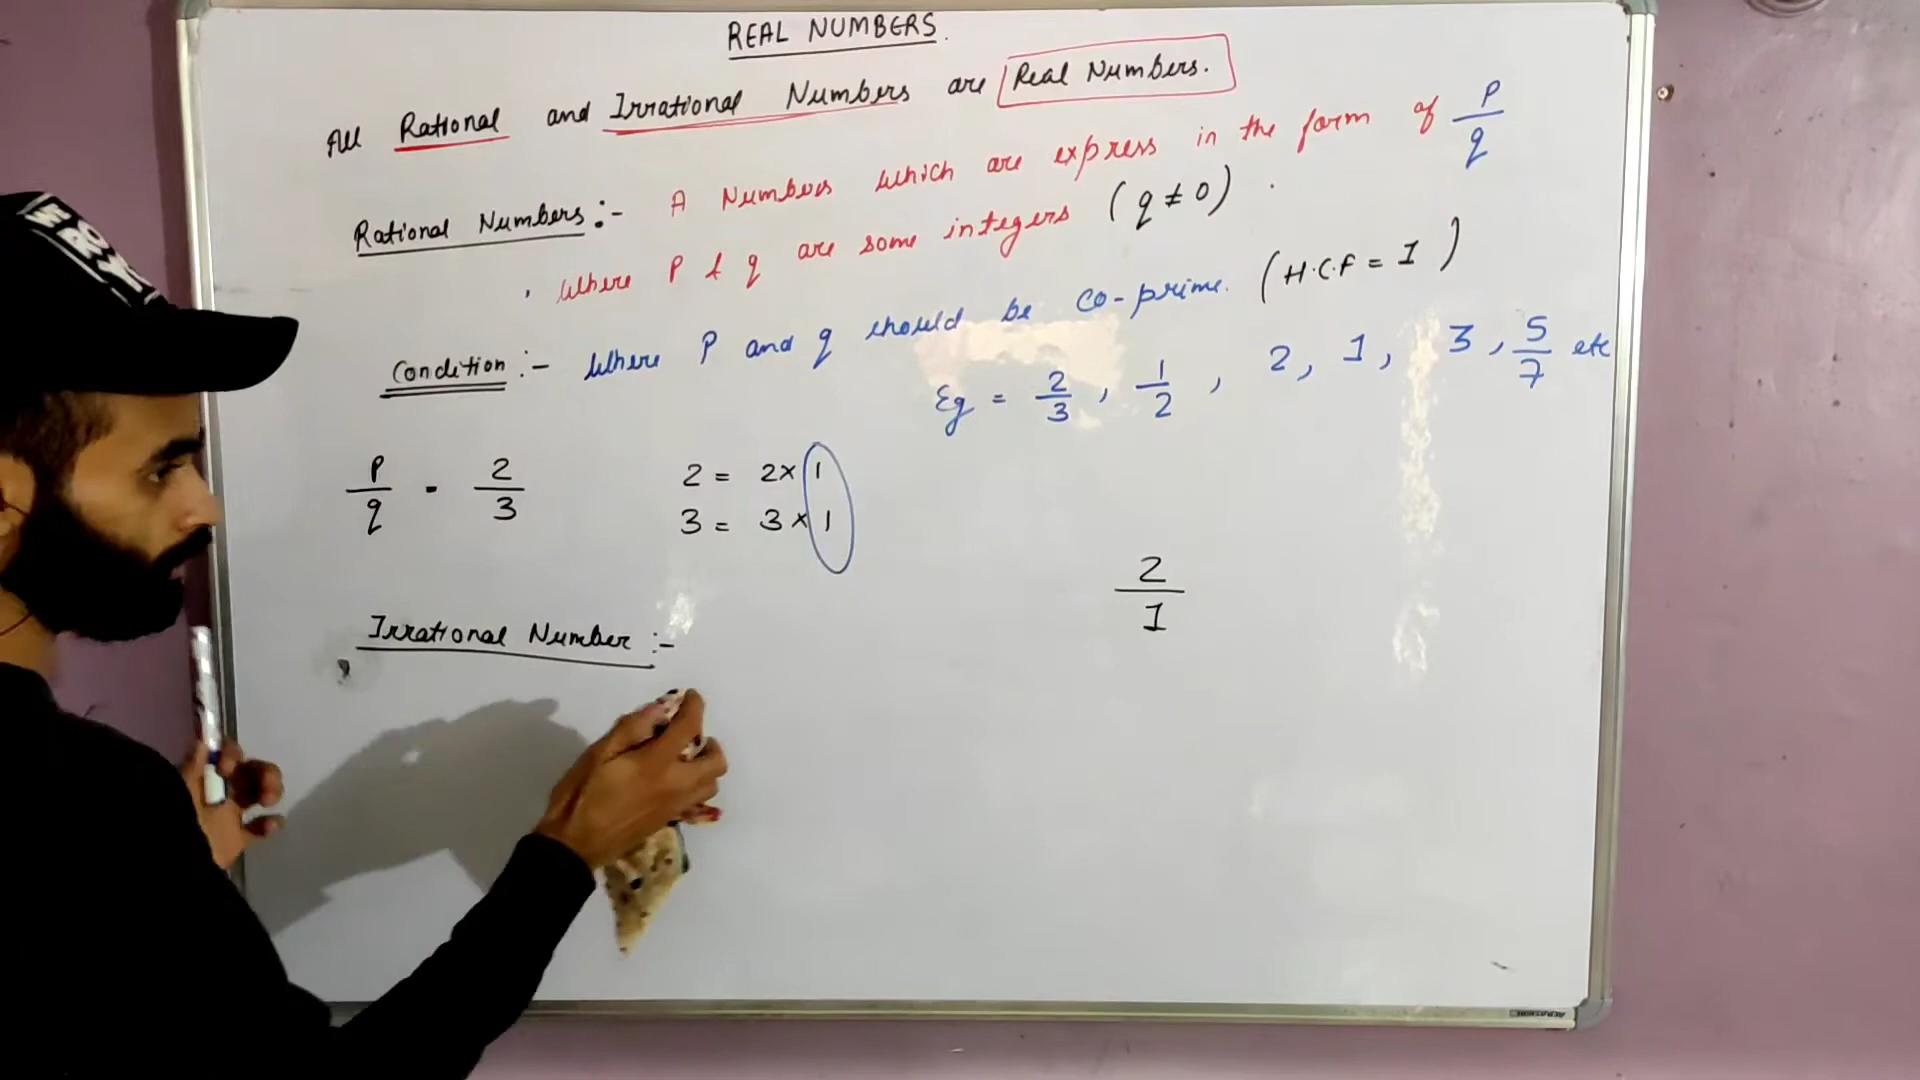 REAL NUMBERS.
All Rational and Irrational Numbers are Real Numbers.
Rational Numbers :- A Numbers which are express in the form of P/q
, where P & q are some integers (q ≠ 0) .
Condition :- Where P and q should be co-prime. (H.C.F = 1)
Eg = 2/3 , 1/2 , 2, 1, 3, 5/7 etc
P/q - 2/3
2 = 2 x 1
3 = 3 x 1
2/1
Irrational Number :-